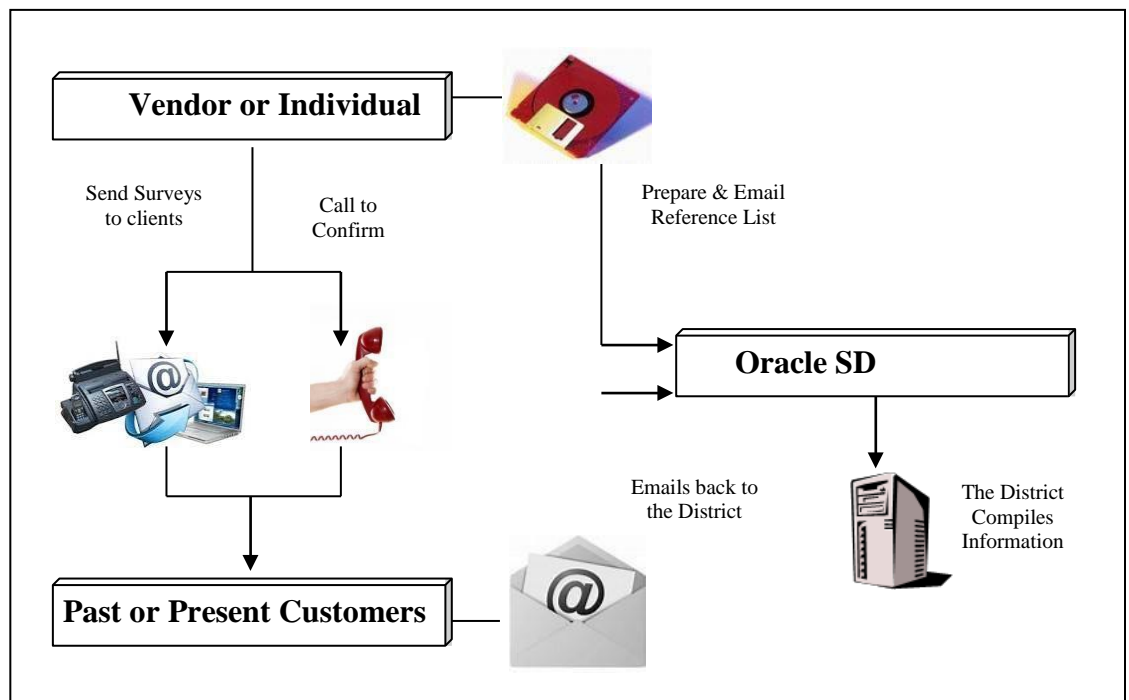 Vendor or Individual
Send Surveys
to clients
Call to
Confirm
Prepare & Email
Reference List
Oracle SD
Emails back to
the District
The District
Compiles
Information
Past or Present Customers